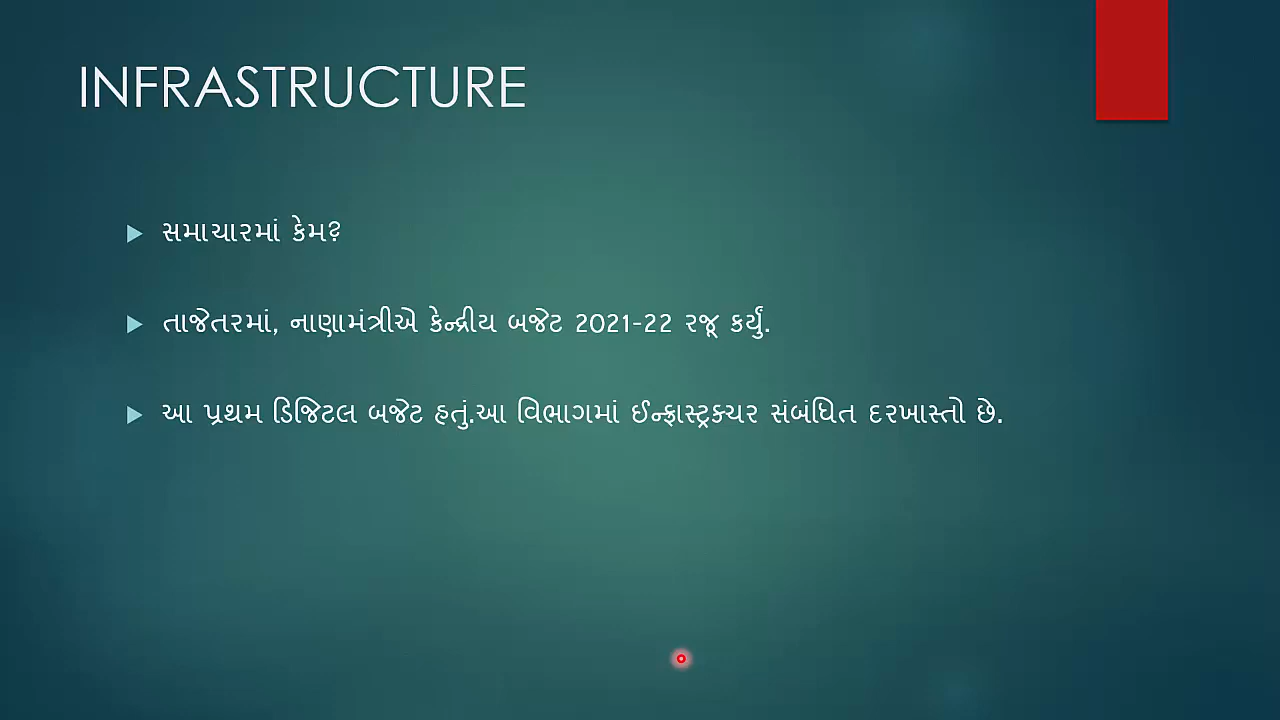 INFRASTRUCTURE
સમાચારમાં કેમ?
તાજેતરમાં, નાણામંત્રીએ કેન્દ્રીય બજેટ 2021-22 રજૂ કર્યું.
આ પ્રથમ ડિજિટલ બજેટ હતું.આ વિભાગમાં ઈન્ફ્રાસ્ટ્રક્ચર સંબંધિત દરખાસ્તો છે.